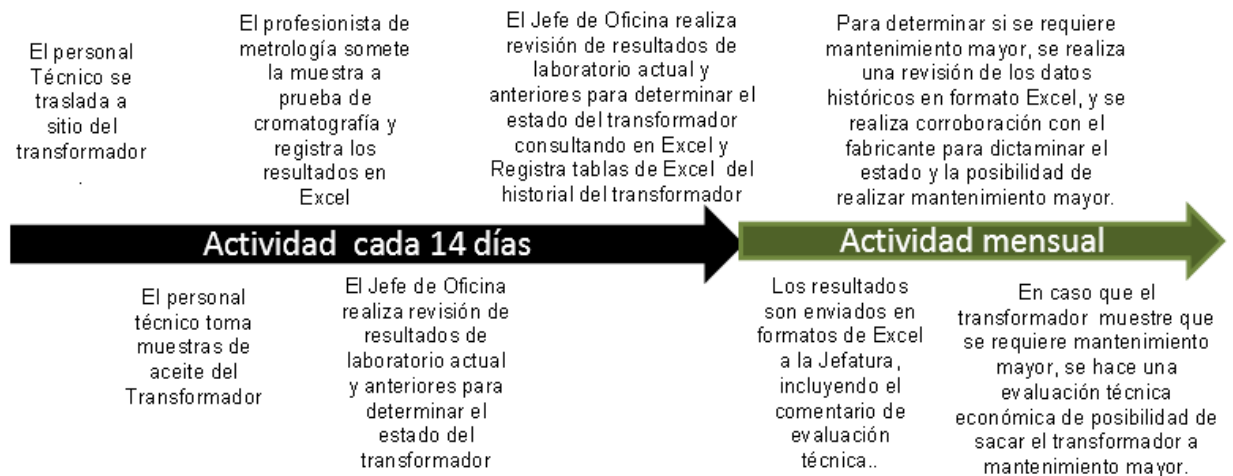 El personal
Técnico se
traslada a
sitio del
transformador
.
El profesionista de
metrología somete
la muestra a
prueba de
cromatografía y
registra los
resultados en
Excel
El Jefe de Oficina realiza
revisión de resultados de
laboratorio actual y
anteriores para determinar el
estado del transformador
consultando en Excel y
Registra tablas de Excel del
historial del transformador
Para determinar si se requiere
mantenimiento mayor, se realiza
una revisión de los datos
históricos en formato Excel, y se
realiza corroboración con el
fabricante para dictaminar el
estado y la posibilidad de
realizar mantenimiento mayor.
Actividad cada 14 días
Actividad mensual
El personal
técnico toma
muestras de
aceite del
Transformador
El Jefe de Oficina
realiza revisión de
resultados de
laboratorio actual
y anteriores para
determinar el
estado del
transformador
Los resultados
son enviados en
formatos de Excel
a la Jefatura,
incluyendo el
comentario de
evaluación
técnica..
En caso que el
transformador muestre que
se requiere mantenimiento
mayor, se hace una
evaluación técnica
económica de posibilidad de
sacar el transformador a
mantenimiento mayor.